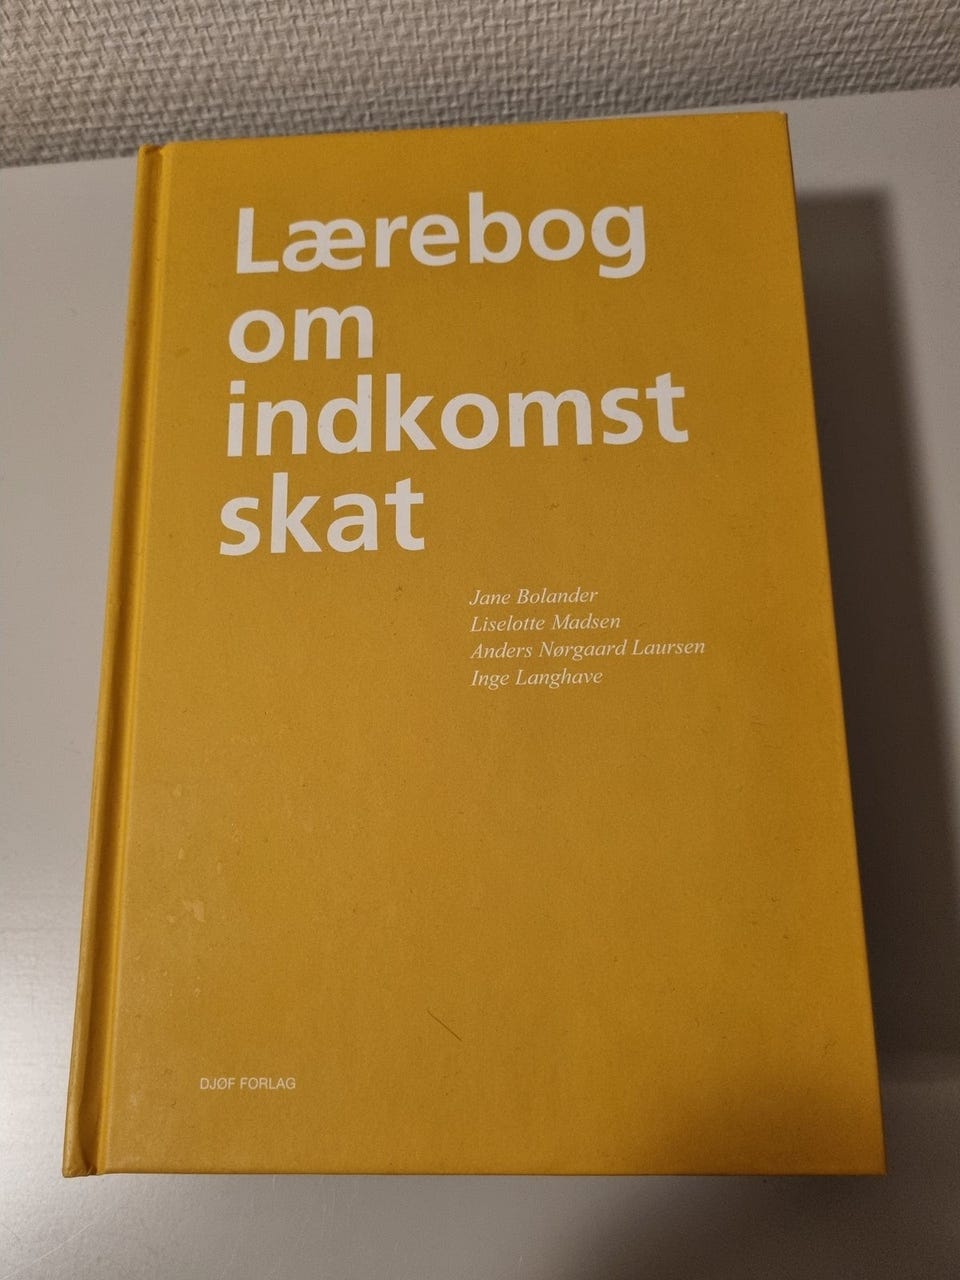 Lærebog
om
indkomst
skat
Jane Bolander
Liselotte Madsen
Anders Nørgaard Laursen
Inge Langhave
DJØF FORLAG